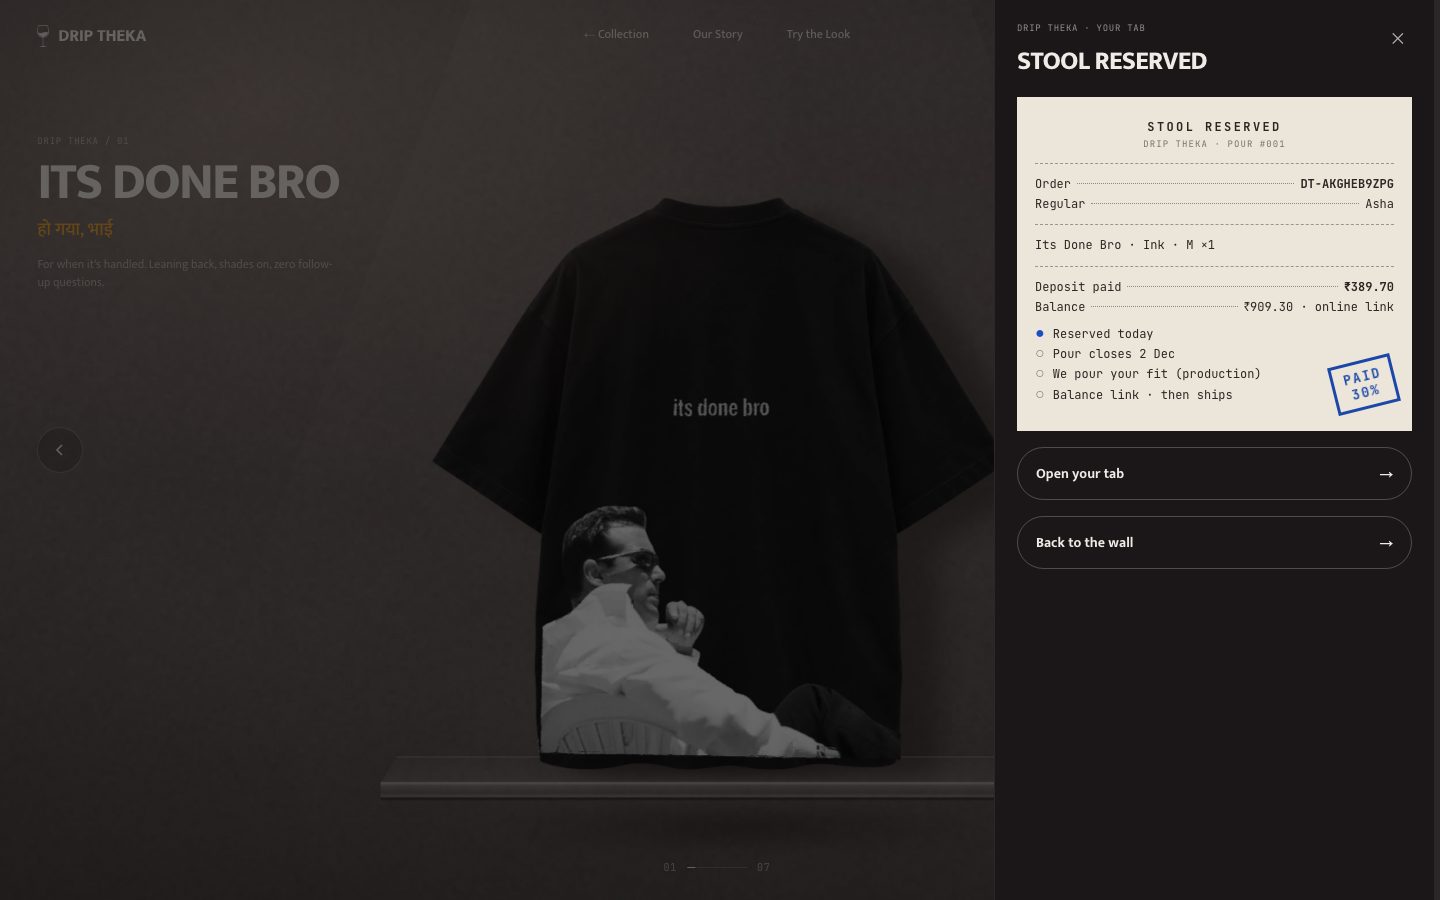 DRIP THEKA
← Collection
Our Story
Try the Look
DRIP THEKA / 01
ITS DONE BRO
हो गया, भाई
For when it's handled. Leaning back, shades on, zero follow-
up questions.
its done bro
01
07
DRIP THEKA · YOUR TAB
STOOL RESERVED
STOOL RESERVED
DRIP THEKA · POUR #001
Order DT-AKGHEB9ZPG
Regular Asha
Its Done Bro · Ink · M ×1
Deposit paid ₹389.70
Balance ₹909.30 · online link
Reserved today
Pour closes 2 Dec
We pour your fit (production)
Balance link · then ships
PAID
30%
Open your tab →
Back to the wall →